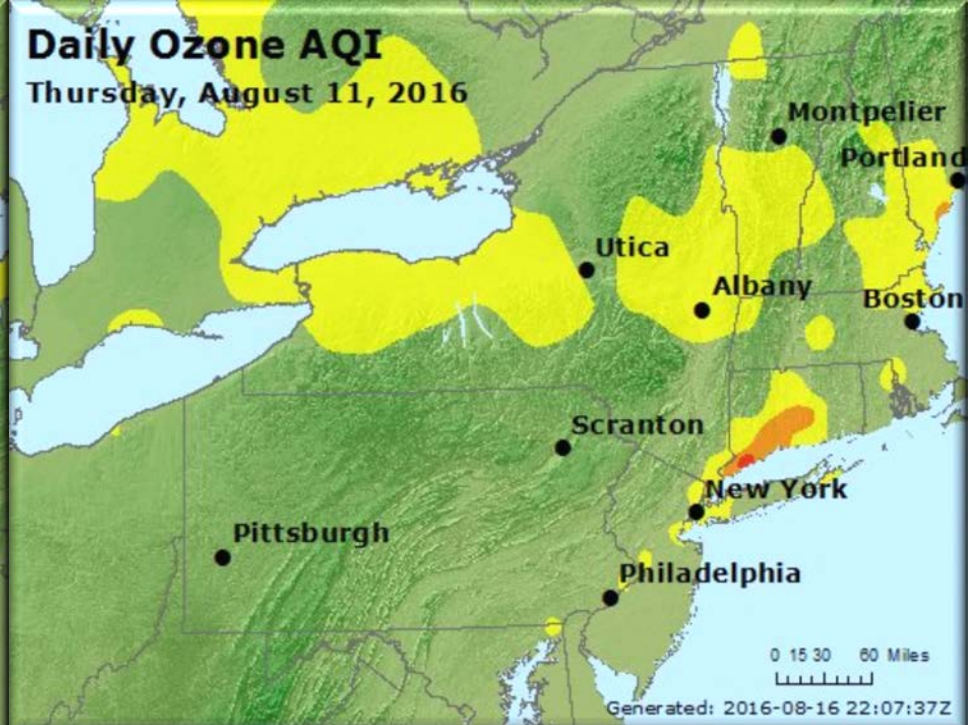 Daily Ozone AQI
Thursday, August 11, 2016
Montpelier
Portland
Utica
Albany
Boston
Scranton
New York
Pittsburgh
Philadelphia
0 15 30 60 Miles
Generated: 2016-08-16 22:07:37Z